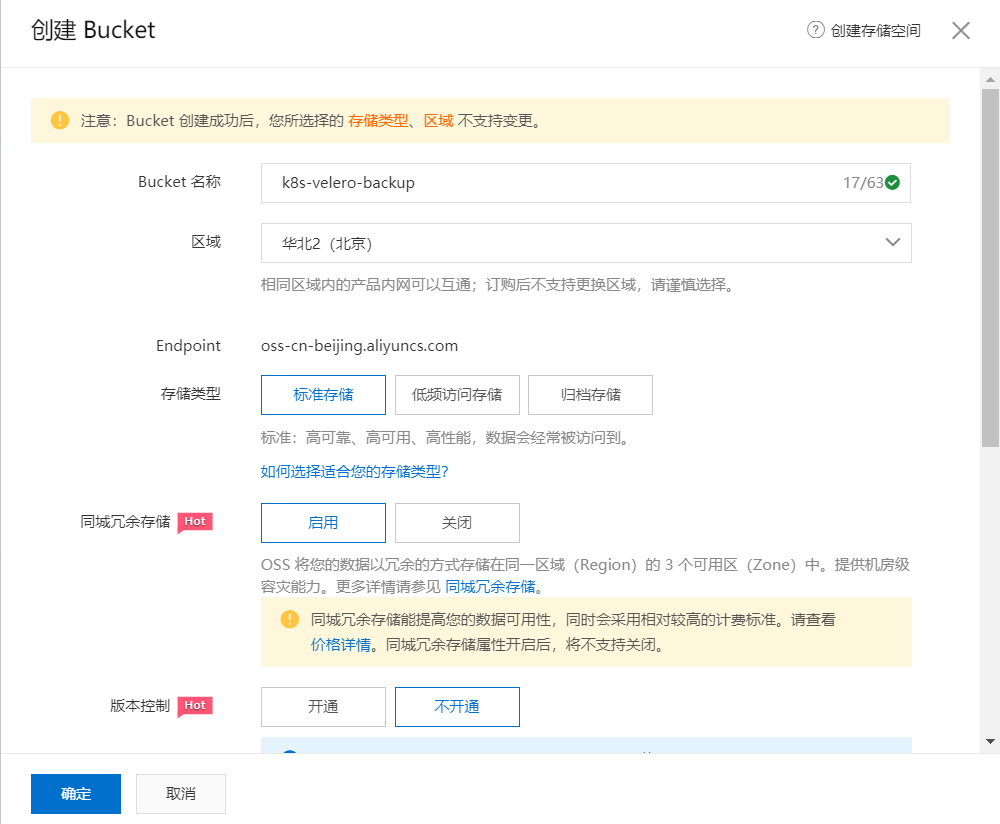 创建 Bucket
? 创建存储空间
注意：Bucket 创建成功后，您所选择的 存储类型、区域 不支持变更。
Bucket 名称
k8s-velero-backup
17/63
区域
华北2（北京）
相同区域内的产品内网可以互通；订购后不支持更换区域，请谨慎选择。
Endpoint
oss-cn-beijing.aliyuncs.com
存储类型
标准存储
低频访问存储
归档存储
标准：高可靠、高可用、高性能，数据会经常被访问到。
如何选择适合您的存储类型?
同城冗余存储 Hot
启用
关闭
OSS 将您的数据以冗余的方式存储在同一区域（Region）的 3 个可用区（Zone）中。提供机房级
容灾能力。更多详情请参见 同城冗余存储。
同城冗余存储能提高您的数据可用性，同时会采用相对较高的计费标准。请查看
价格详情。同城冗余存储属性开启后，将不支持关闭。
版本控制 Hot
开通
不开通
确定
取消